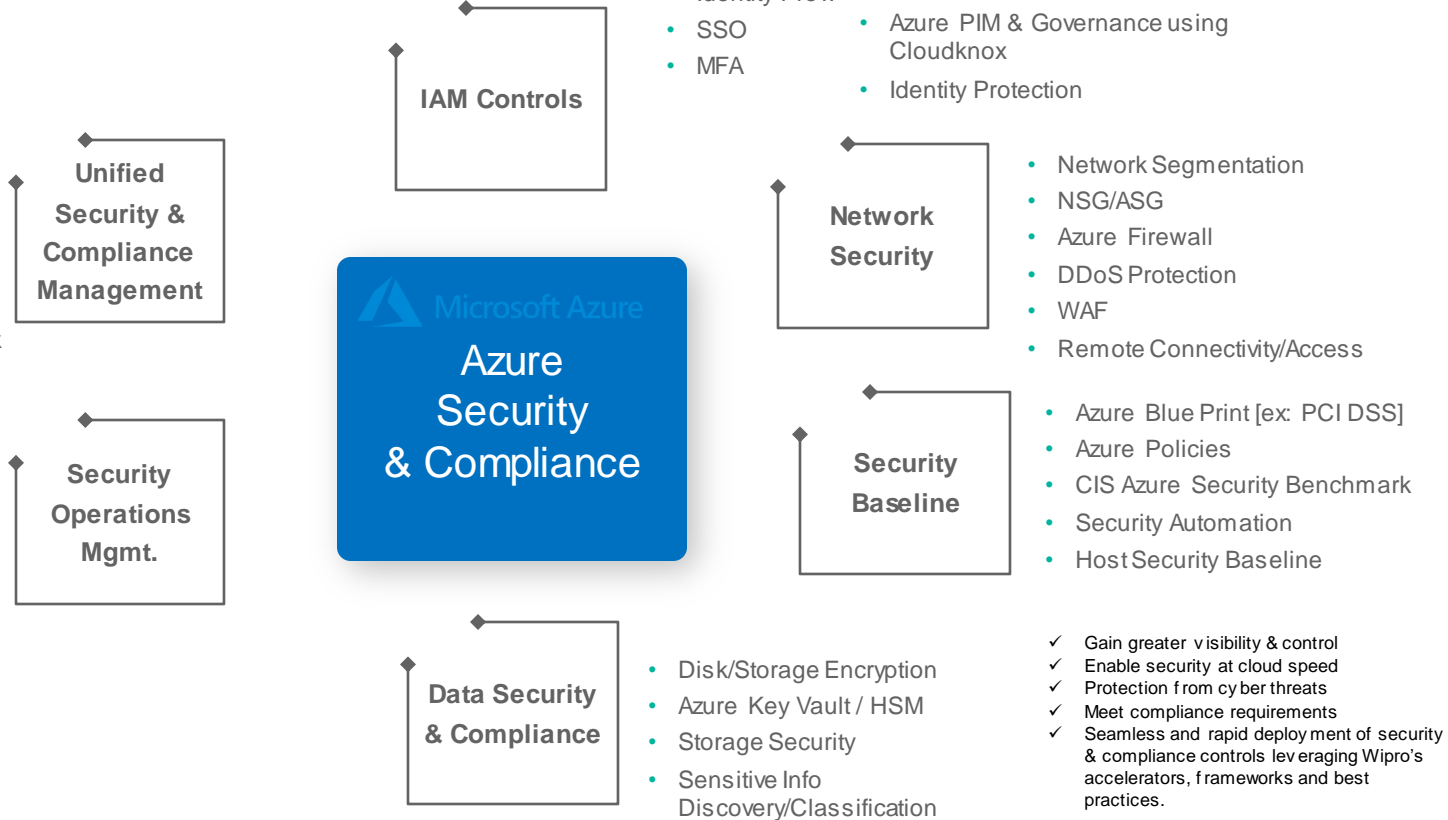 SSO
MFA
Azure PIM & Governance using
Cloudknox
Identity Protection
IAM Controls
Unified
Security &
Compliance
Management
Network
Security
Network Segmentation
NSG/ASG
Azure Firewall
DDoS Protection
WAF
Remote Connectivity/Access
Microsoft Azure
Azure
Security
& Compliance
Security
Operations
Mgmt.
Security
Baseline
Azure Blue Print [ex: PCI DSS]
Azure Policies
CIS Azure Security Benchmark
Security Automation
Host Security Baseline
Data Security
& Compliance
Disk/Storage Encryption
Azure Key Vault / HSM
Storage Security
Sensitive Info
Discovery/Classification
Gain greater visibility & control
Enable security at cloud speed
Protection from cyber threats
Meet compliance requirements
Seamless and rapid deployment of security
& compliance controls leveraging Wipro’s
accelerators, frameworks and best
practices.